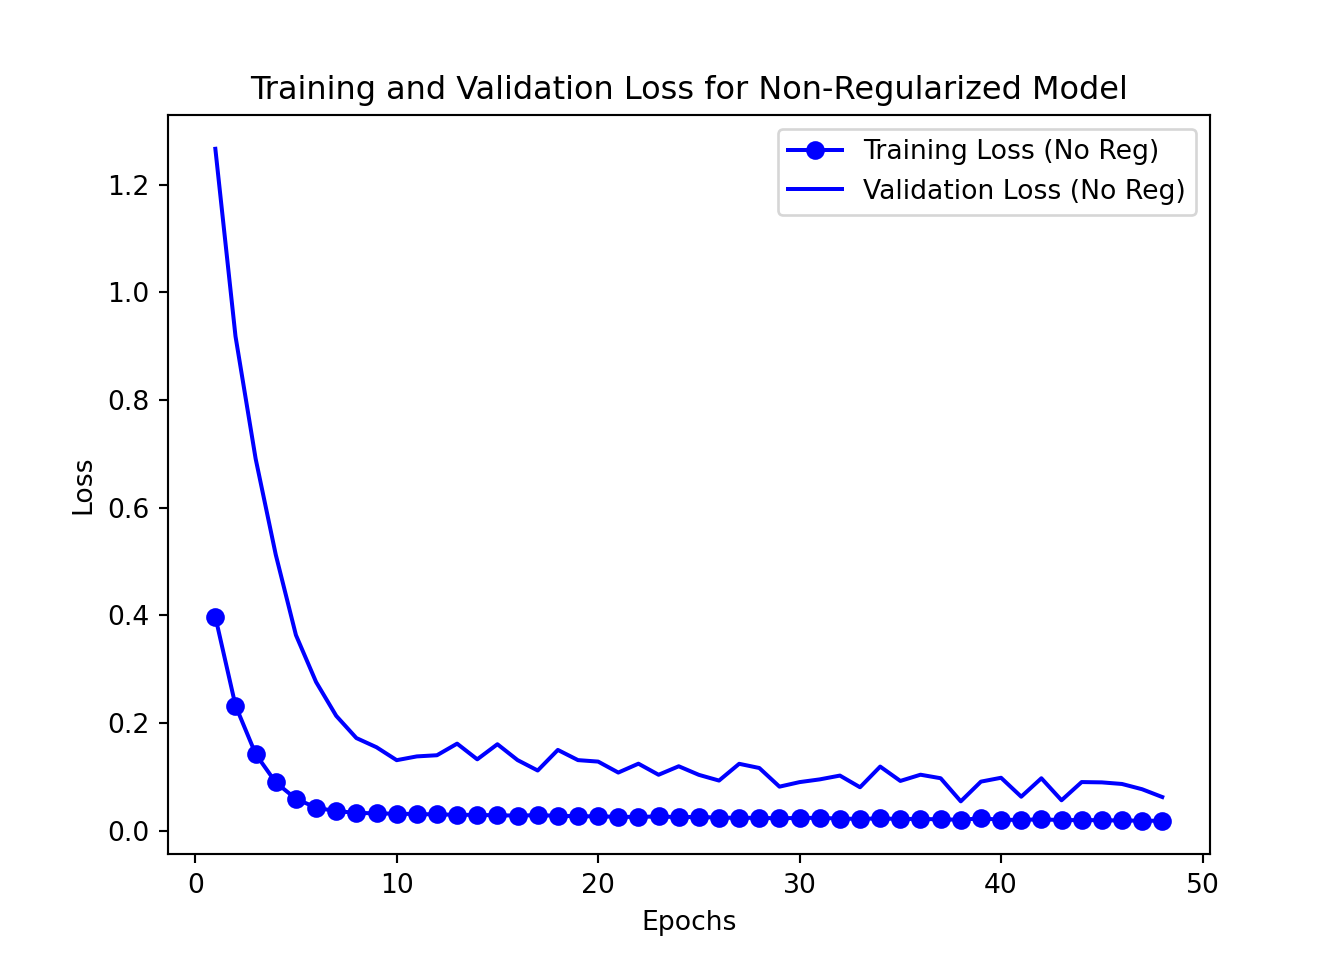 Training and Validation Loss for Non-Regularized Model
Training Loss (No Reg)
Validation Loss (No Reg)
1.2
1.0
0.8
0.6
0.4
0.2
0.0
Loss
0 10 20 30 40 50
Epochs